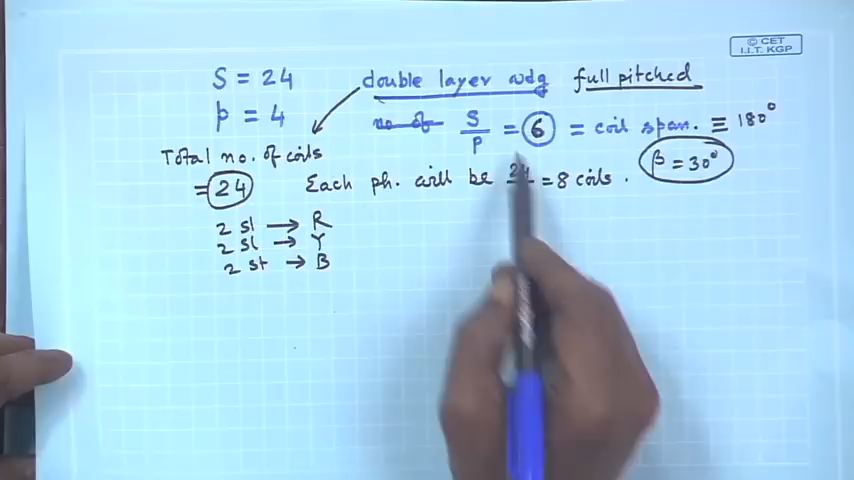 © CET
I.I.T. KGP
S = 24 double layer wdg full pitched
p = 4 no of S/P = 6 = coil span. ≡ 180°
Total no. of coils β = 30°
= 24 Each ph. will be 24 = 8 coils.
2 sl → R
2 sl → Y
2 sl → B